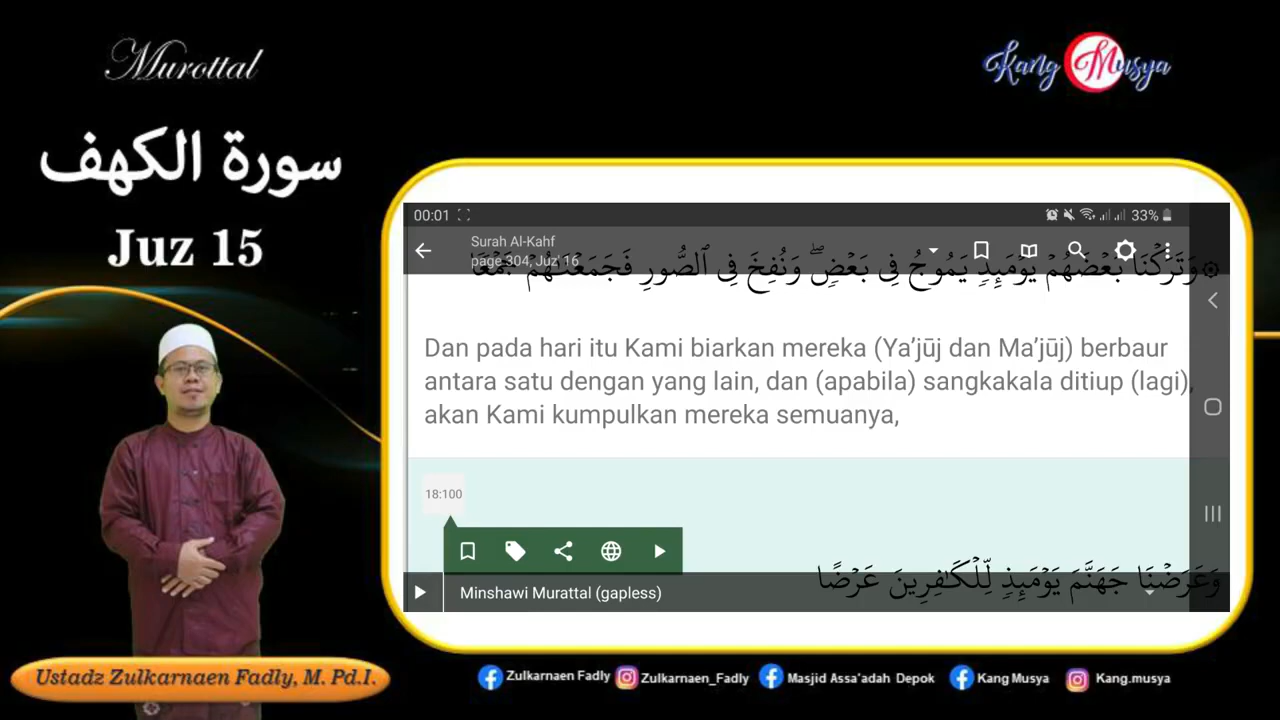 Murottal
Kang Musya
سورة الكهف
Juz 15
00:01
33%
Surah Al-Kahf
page 304, Juz' 16
۞ وَتَرَكْنَا بَعْضَهُمْ يَوْمَئِذٍ يَمُوجُ فِى بَعْضٍۢ ۖ وَنُفِخَ فِى ٱلصُّورِ فَجَمَعْنَـٰهُمْ جَمْعًۭا
Dan pada hari itu Kami biarkan mereka (Ya’jūj dan Ma’jūj) berbaur
antara satu dengan yang lain, dan (apabila) sangkakala ditiup (lagi),
akan Kami kumpulkan mereka semuanya,
18:100
وَعَرَضْنَا جَهَنَّمَ يَوْمَئِذٍۢ لِّلْكَـٰفِرِينَ عَرْضًا
Minshawi Murattal (gapless)
Ustadz Zulkarnaen Fadly, M. Pd.I.
Zulkarnaen Fadly Zulkarnaen_Fadly Masjid Assa'adah Depok Kang Musya Kang.musya